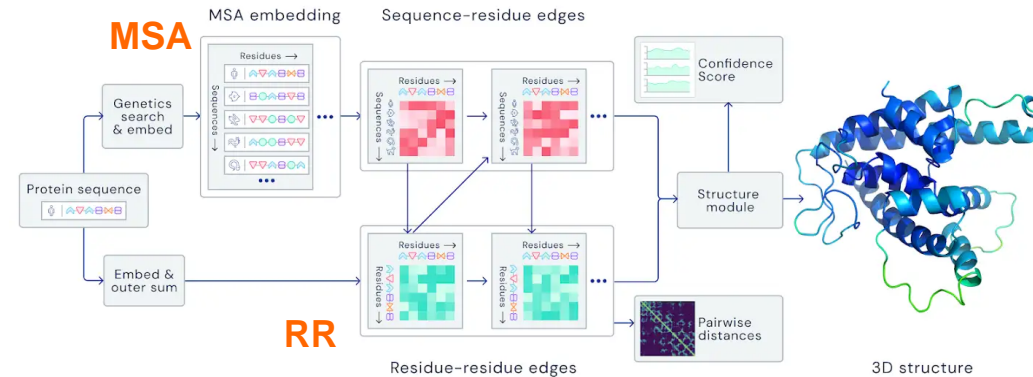 MSA
MSA embedding
Sequence-residue edges
Residues →
Sequences →
Genetics
search
& embed
Residues →
Sequences →
Residues →
Sequences →
Confidence
Score
Protein sequence
Structure
module
Embed &
outer sum
Residues →
Residues →
Residues →
Residues →
RR
Pairwise
distances
Residue-residue edges
3D structure